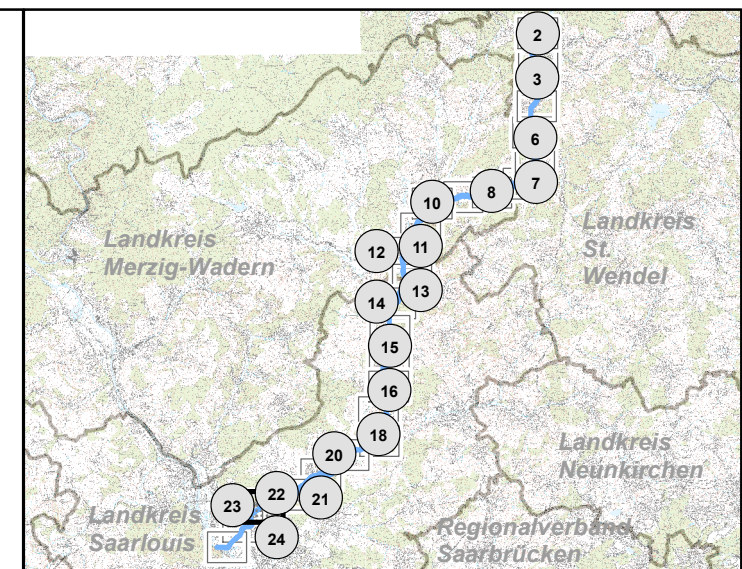 2
3
6
7
8
10
Landkreis
Merzig-Wadern
Landkreis
St.
Wendel
11
12
13
14
15
16
18
Landkreis
Neunkirchen
20
22
21
23
Landkreis
Saarlouis
24
Regionalverband
Saarbrücken